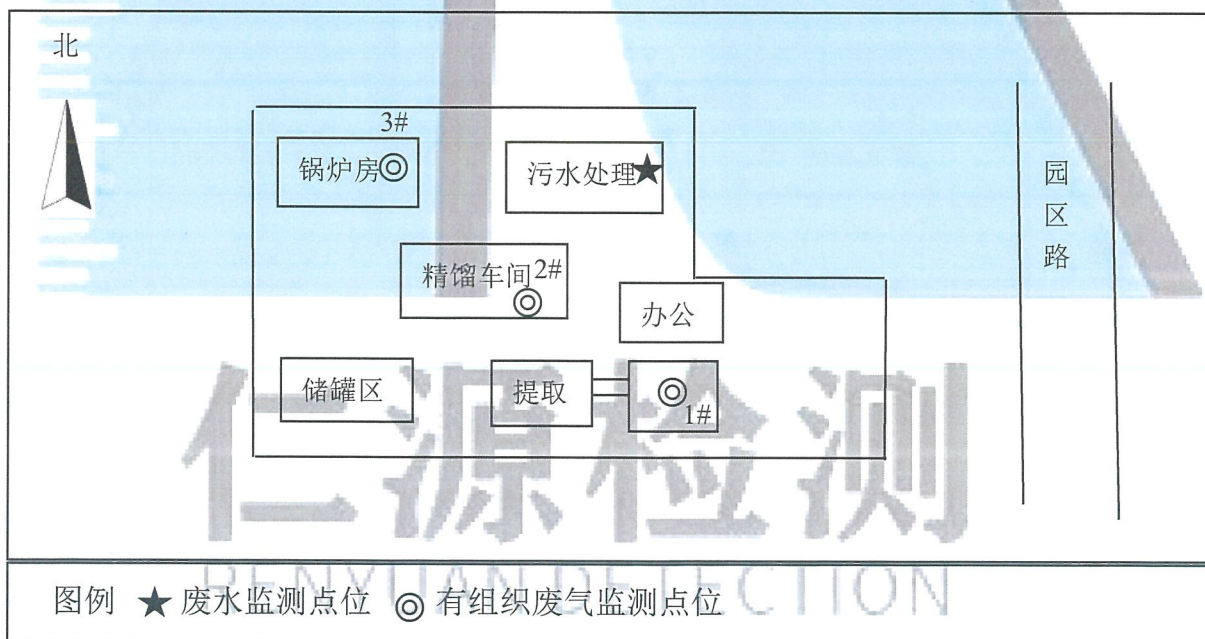 北
3#
锅炉房
污水处理
园区路
精馏车间 2#
办公
储罐区
提取
1#
仁源检测
RENYUAN DETECTION
图例 ★ 废水监测点位 ◎ 有组织废气监测点位